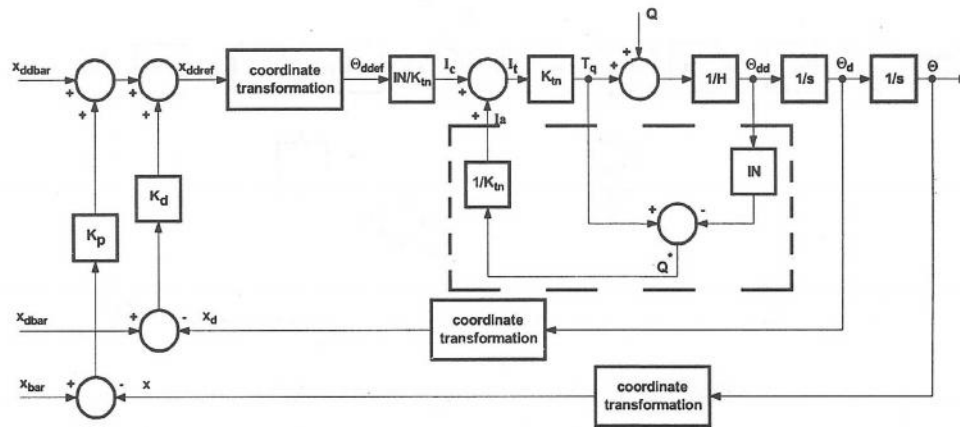 Q
x_ddbar
x_ddref
coordinate
transformation
Θ_ddef
IN/K_tn
I_c
I_t
K_tn
T_q
1/H
Θ_dd
1/s
Θ_d
1/s
Θ
+
+
+
+
+
+
+
+
I_a
1/K_tn
IN
K_d
K_p
+
-
Q*
x_dbar
+
-
x_d
coordinate
transformation
x_bar
+
-
x
coordinate
transformation